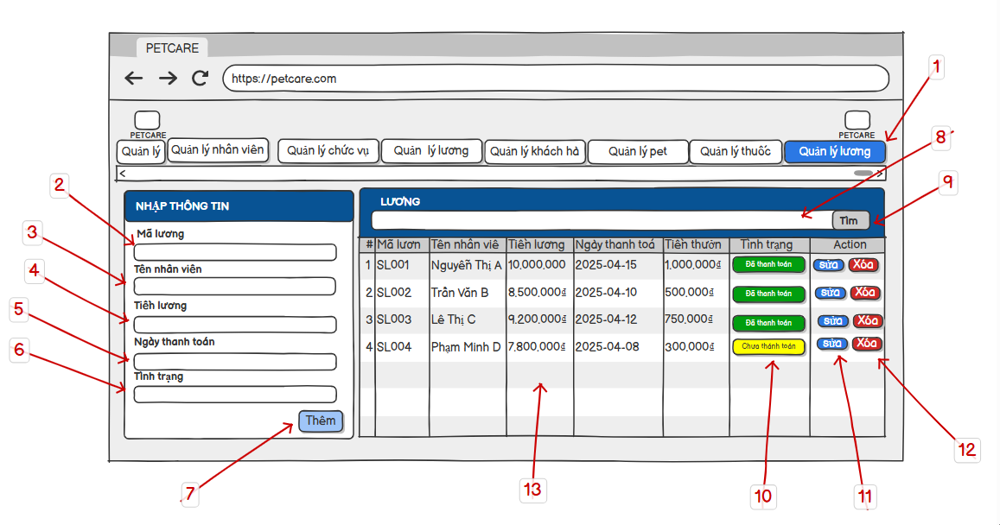 PETCARE
https://petcare.com
1
PETCARE
PETCARE
8
Quản lý
Quản lý nhân viên
Quản lý chức vụ
Quản lý lương
Quản lý khách hà
Quản lý pet
Quản lý thuốc
Quản lý lương
2
9
NHẬP THÔNG TIN
LƯƠNG
Tìm
3
Mã lương
# Mã lươn Tên nhân viê Tiền lương Ngày thanh toá Tiền thưởn Tình trạng Action
1 SL001 Nguyễn Thị A 10,000,000 2025-04-15 1,000,000₫ Đã thanh toán sửa Xóa
4
Tên nhân viên
2 SL002 Trần Văn B 8,500,000₫ 2025-04-10 500,000₫ Đã thanh toán sửa Xóa
5
Tiền lương
3 SL003 Lê Thị C 9,200,000₫ 2025-04-12 750,000₫ Đã thanh toán sửa Xóa
6
Ngày thanh toán
4 SL004 Phạm Minh D 7,800,000₫ 2025-04-08 300,000₫ Chưa thánh toán sửa Xóa
Tình trạng
Thêm
7
13
10
11
12